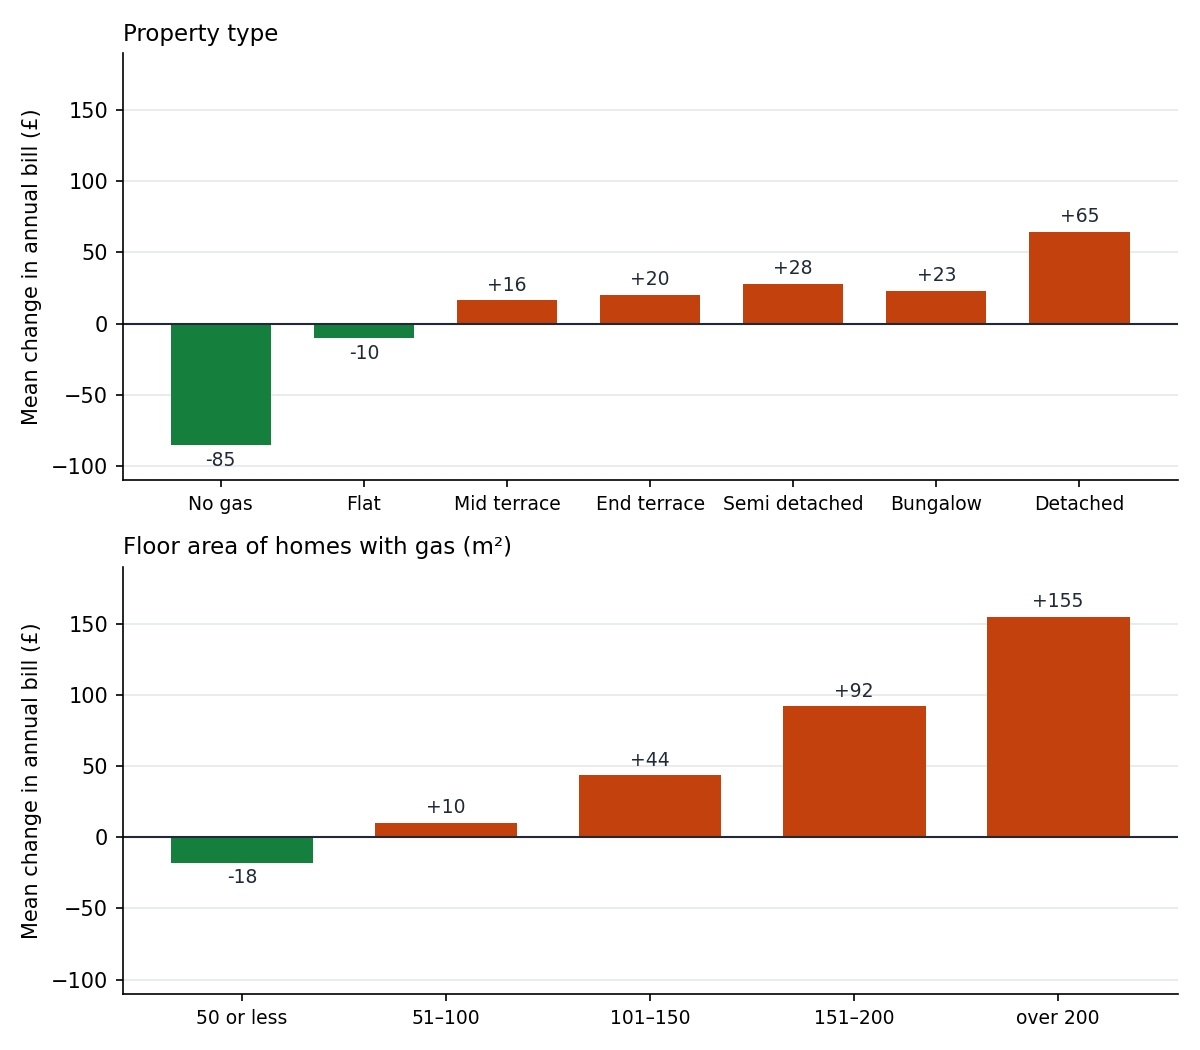 Property type
Mean change in annual bill (£)
150
100
50
0
−50
−100
-85
-10
+16
+20
+28
+23
+65
No gas
Flat
Mid terrace
End terrace
Semi detached
Bungalow
Detached
Floor area of homes with gas (m²)
Mean change in annual bill (£)
150
100
50
0
−50
−100
-18
+10
+44
+92
+155
50 or less
51–100
101–150
151–200
over 200